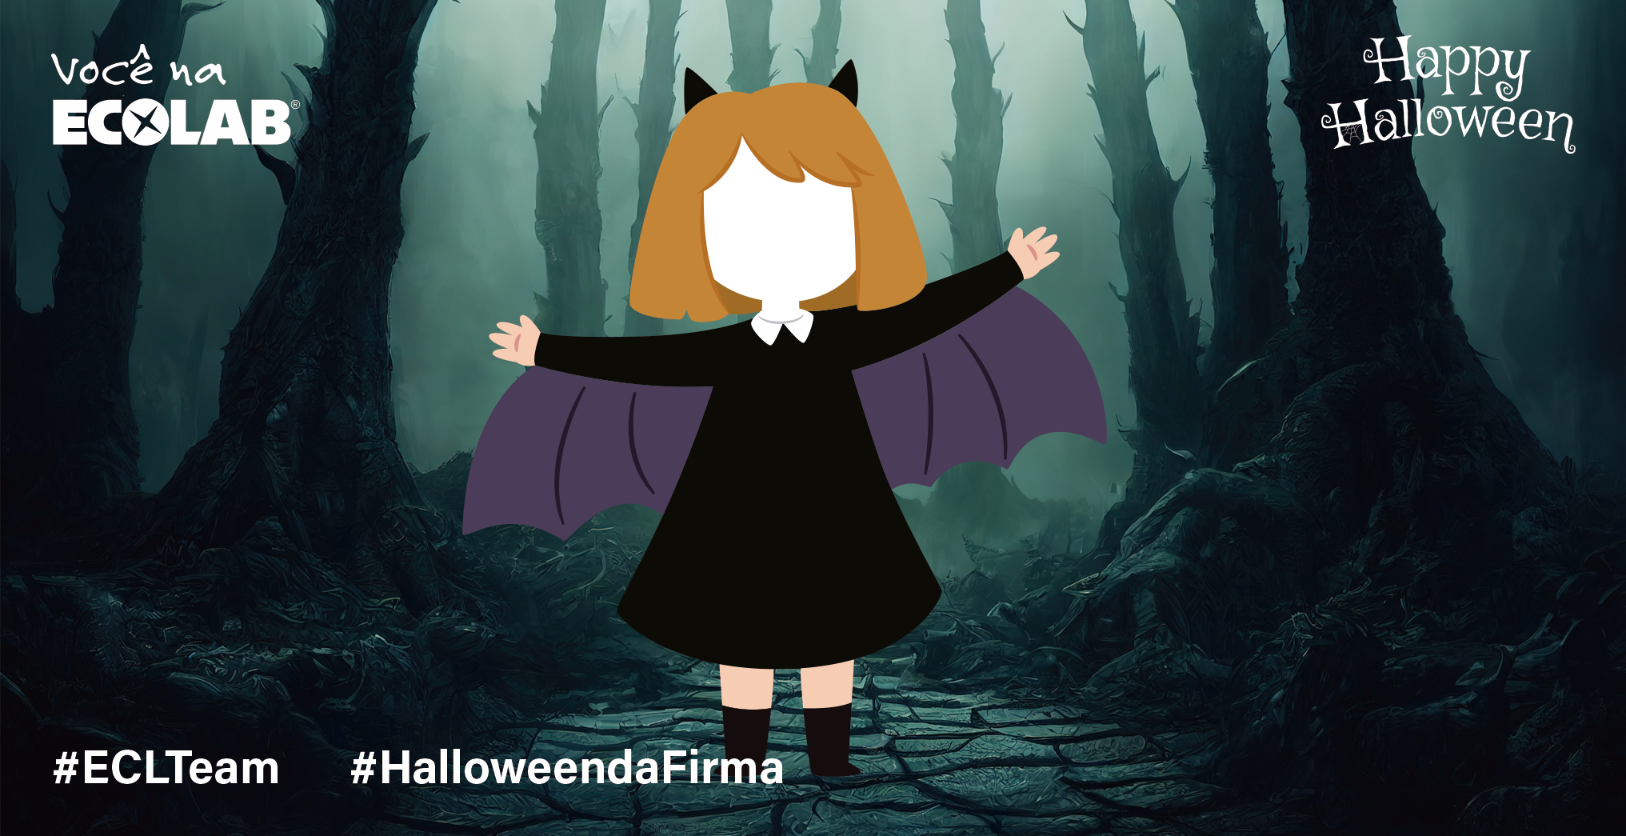 Você na
ECOLAB®
Happy
Halloween
#ECLTeam #HalloweendaFirma